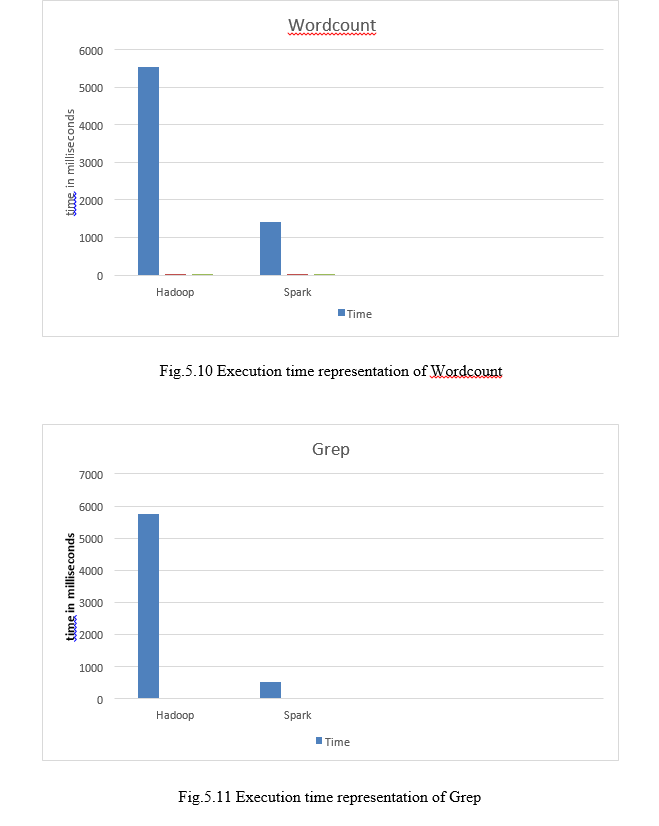 Wordcount
6000
5000
4000
3000
2000
1000
0
time in milliseconds
Hadoop
Spark
Time
Fig.5.10 Execution time representation of Wordcount
Grep
7000
6000
5000
4000
3000
2000
1000
0
time in milliseconds
Hadoop
Spark
Time
Fig.5.11 Execution time representation of Grep